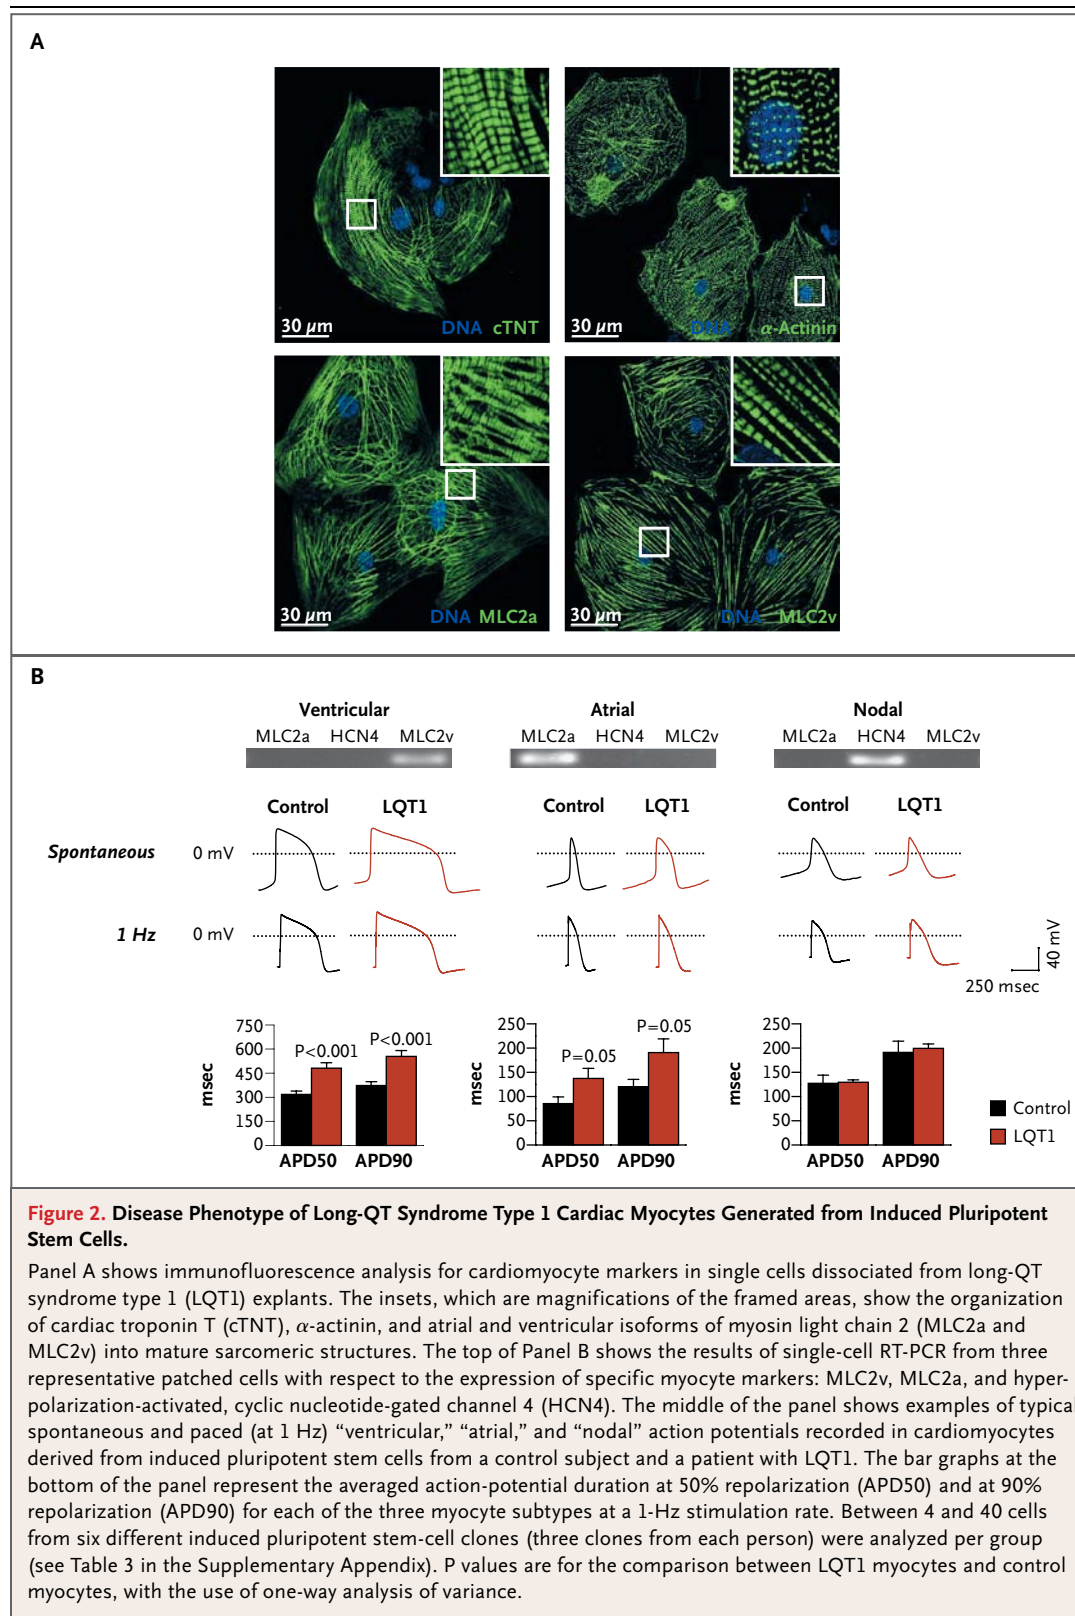 A
30 µm
DNA cTNT
30 µm
DNA α-Actinin
30 µm
DNA MLC2a
30 µm
DNA MLC2v
B
Ventricular
MLC2a HCN4 MLC2v
Atrial
MLC2a HCN4 MLC2v
Nodal
MLC2a HCN4 MLC2v
Control LQT1
Control LQT1
Control LQT1
Spontaneous
0 mV
1 Hz
0 mV
40 mV
250 msec
msec
750
600
450
300
150
0
P<0.001
P<0.001
APD50 APD90
msec
250
200
150
100
50
0
P=0.05
P=0.05
APD50 APD90
msec
250
200
150
100
50
0
APD50 APD90
Control
LQT1
Figure 2. Disease Phenotype of Long-QT Syndrome Type 1 Cardiac Myocytes Generated from Induced Pluripotent
Stem Cells.
Panel A shows immunofluorescence analysis for cardiomyocyte markers in single cells dissociated from long-QT
syndrome type 1 (LQT1) explants. The insets, which are magnifications of the framed areas, show the organization
of cardiac troponin T (cTNT), α-actinin, and atrial and ventricular isoforms of myosin light chain 2 (MLC2a and
MLC2v) into mature sarcomeric structures. The top of Panel B shows the results of single-cell RT-PCR from three
representative patched cells with respect to the expression of specific myocyte markers: MLC2v, MLC2a, and hyper-
polarization-activated, cyclic nucleotide-gated channel 4 (HCN4). The middle of the panel shows examples of typical
spontaneous and paced (at 1 Hz) “ventricular,” “atrial,” and “nodal” action potentials recorded in cardiomyocytes
derived from induced pluripotent stem cells from a control subject and a patient with LQT1. The bar graphs at the
bottom of the panel represent the averaged action-potential duration at 50% repolarization (APD50) and at 90%
repolarization (APD90) for each of the three myocyte subtypes at a 1-Hz stimulation rate. Between 4 and 40 cells
from six different induced pluripotent stem-cell clones (three clones from each person) were analyzed per group
(see Table 3 in the Supplementary Appendix). P values are for the comparison between LQT1 myocytes and control
myocytes, with the use of one-way analysis of variance.